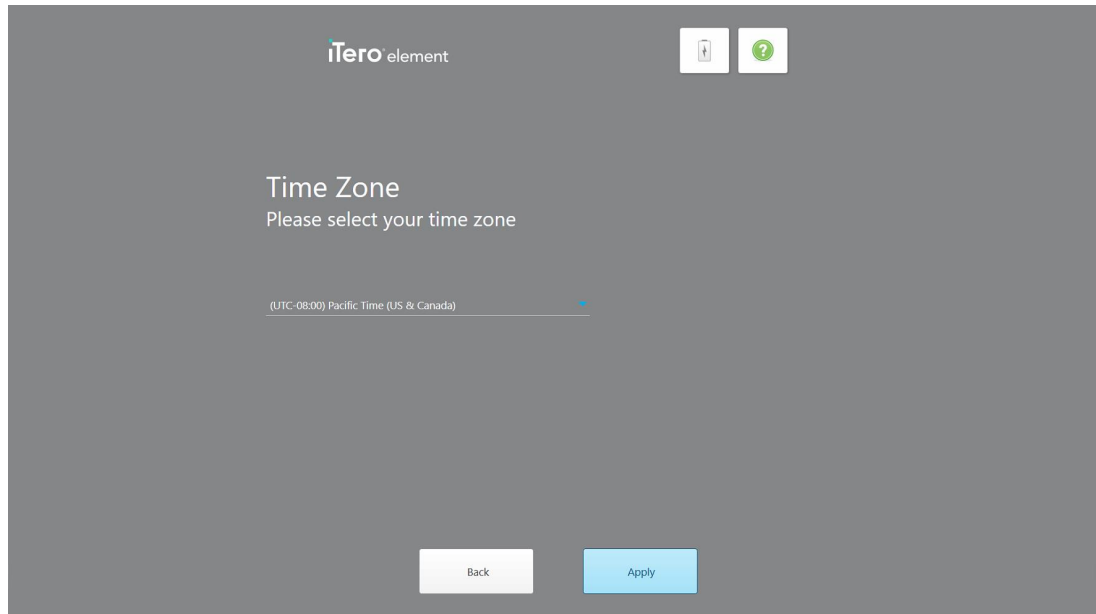 iTero element
?
Time Zone
Please select your time zone
(UTC-08:00) Pacific Time (US & Canada)
Back
Apply